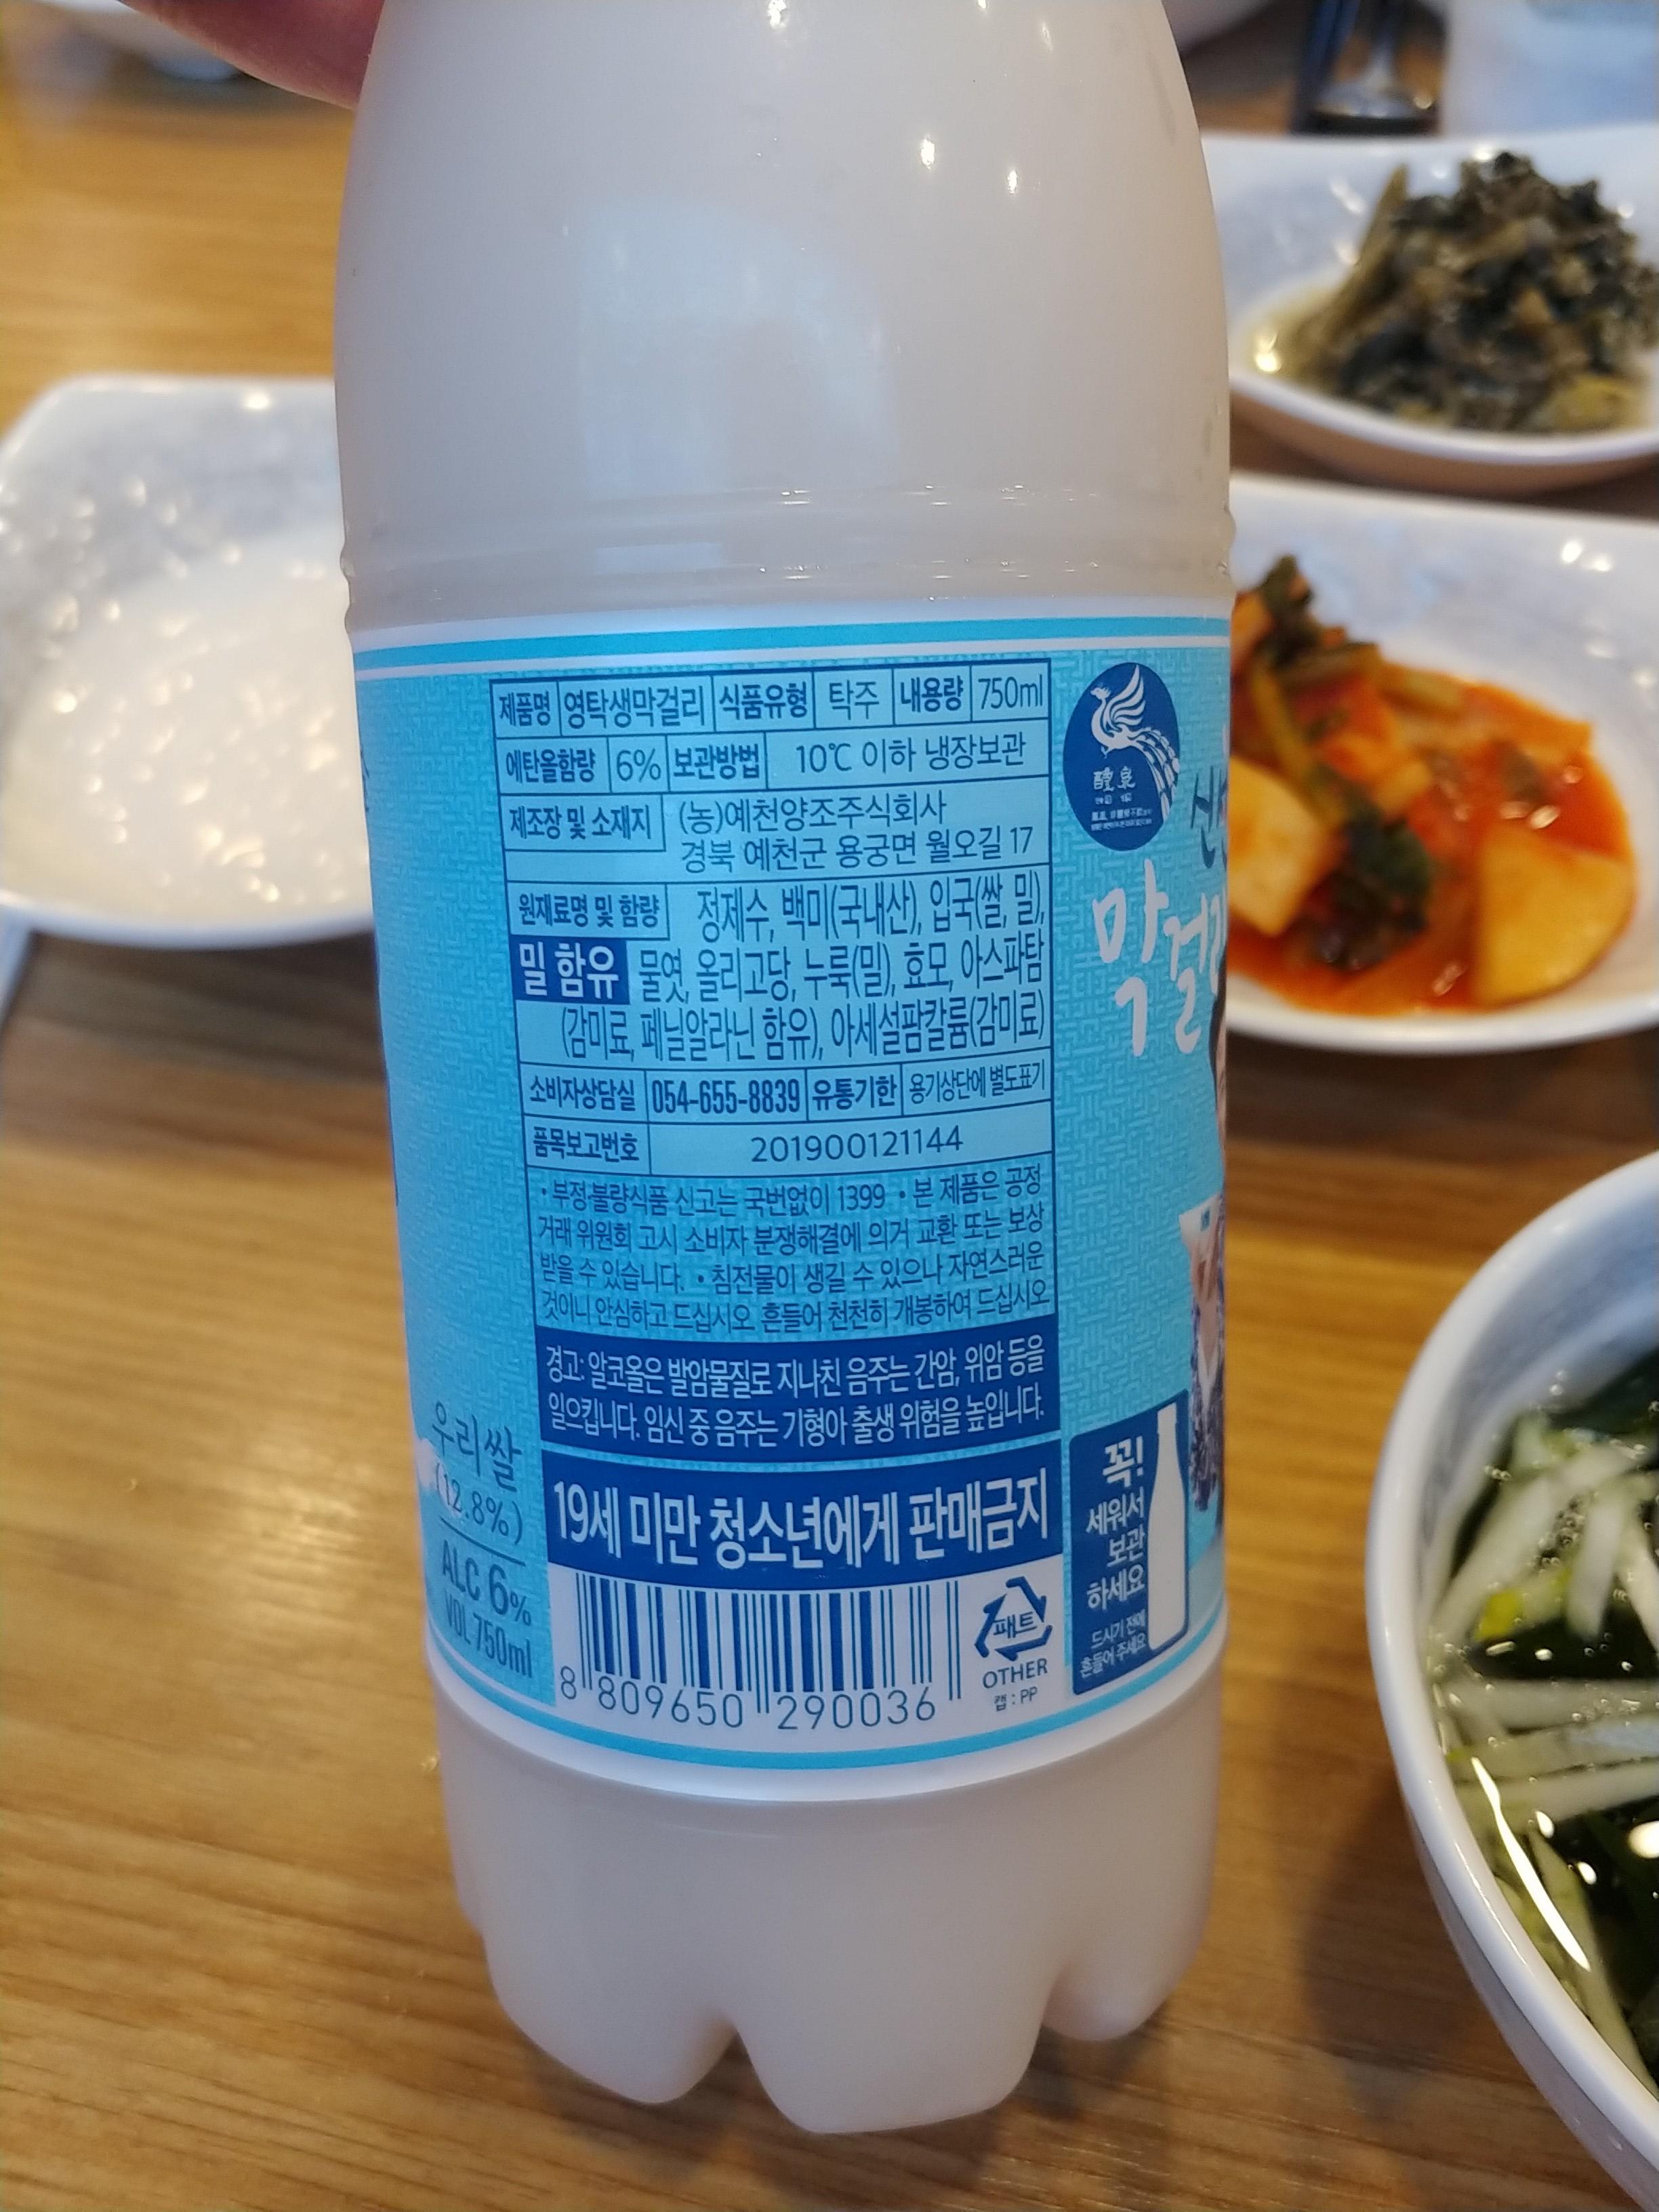 제품명 영탁생막걸리 식품유형 탁주 내용량 750ml
에탄올함량 6% 보관방법 10℃ 이하 냉장보관
제조장 및 소재지 (농)예천양조주식회사
경북 예천군 용궁면 월오길 17
원재료명 및 함량 정제수, 백미(국내산), 입국(쌀, 밀),
밀 함유 물엿, 올리고당, 누룩(밀), 효모, 아스파탐
(감미료, 페닐알라닌 함유), 아세설팜칼륨(감미료)
소비자상담실 054-655-8839 유통기한 용기상단에 별도표기
품목보고번호 201900121144
• 부정·불량식품 신고는 국번없이 1399 • 본 제품은 공정
거래 위원회 고시 소비자 분쟁해결에 의거 교환 또는 보상
받을 수 있습니다. • 침전물이 생길 수 있으나 자연스러운
것이니 안심하고 드십시오 흔들어 천천히 개봉하여 드십시오
경고: 알코올은 발암물질로 지나친 음주는 간암, 위암 등을
일으킵니다. 임신 중 음주는 기형아 출생 위험을 높입니다.
19세 미만 청소년에게 판매금지
8 809650 290036
페트
OTHER
캡 : PP
우리쌀
(12.8%)
ALC 6%
VOL 750ml
醴泉
막걸리
꼭!
세워서
보관
하세요
드시기 전에
흔들어 주세요